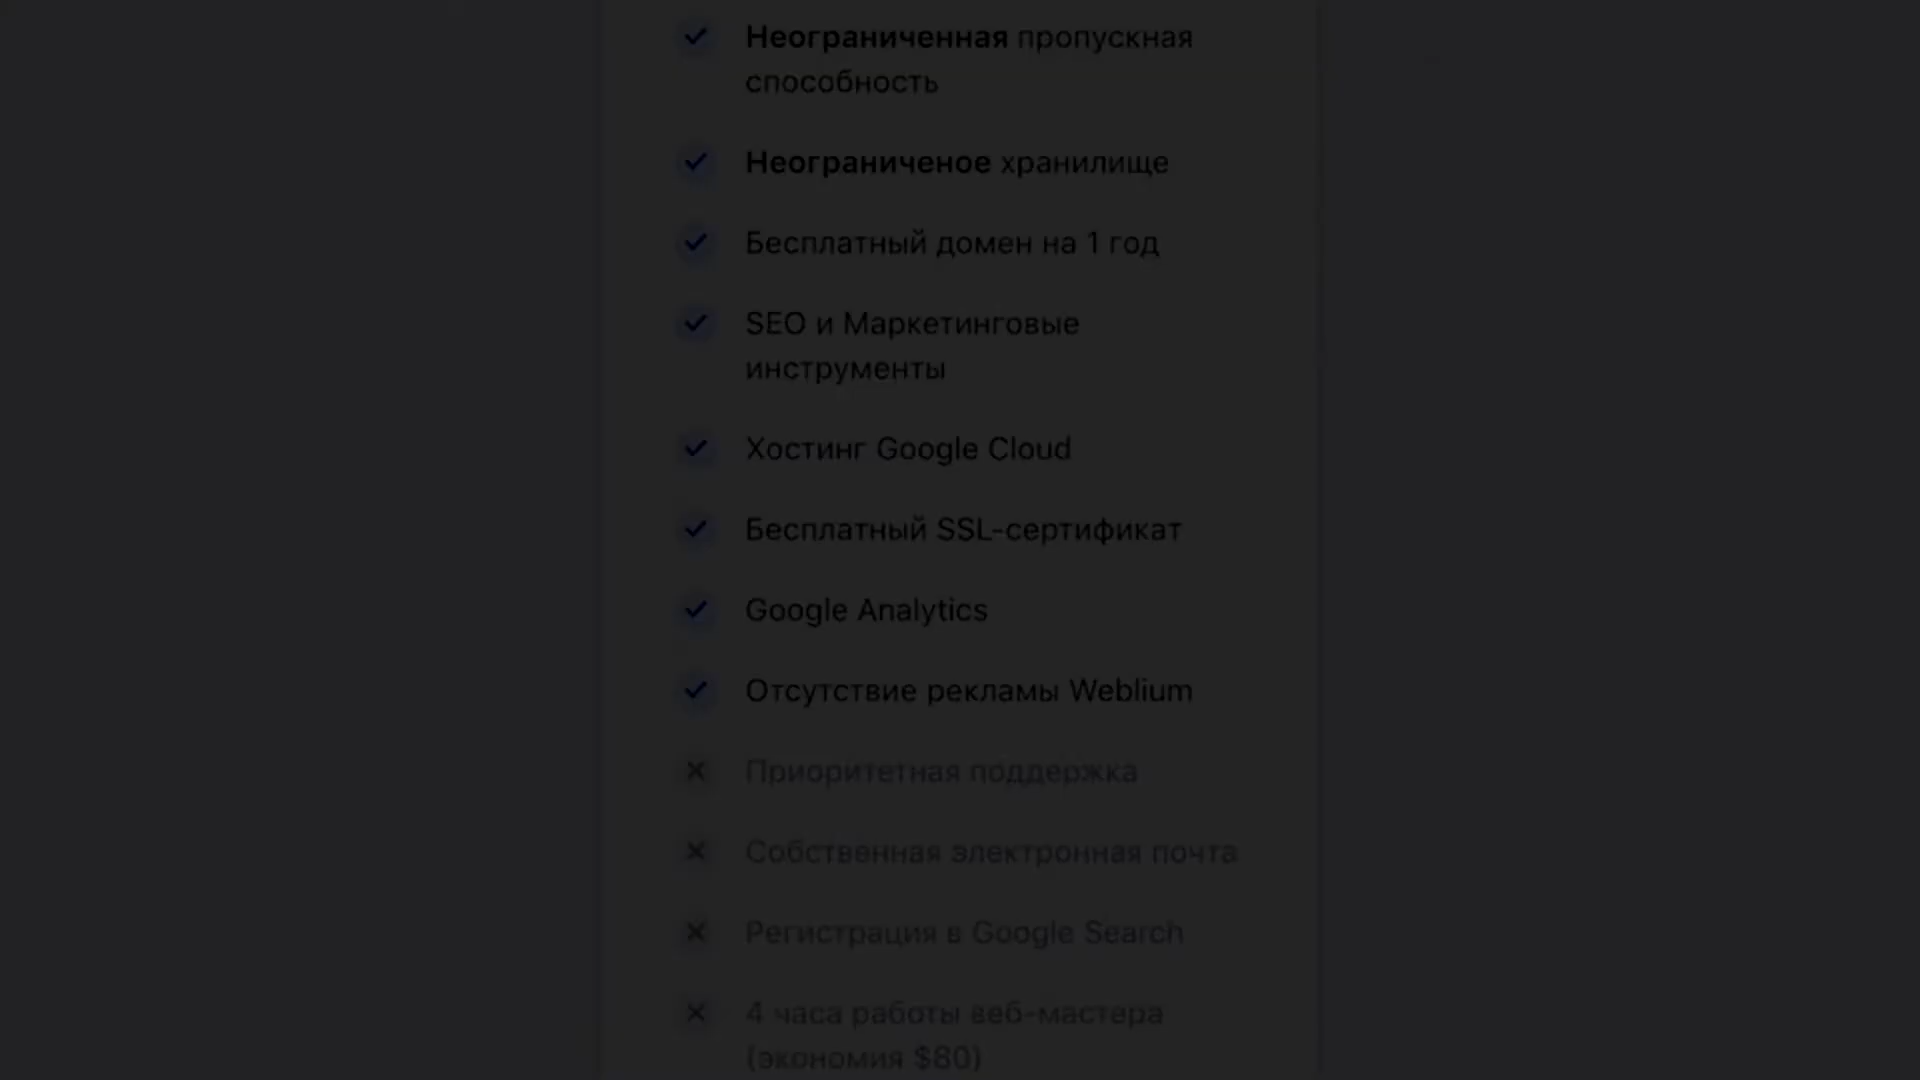 Неограниченная пропускная
способность
Неограниченое хранилище
Бесплатный домен на 1 год
SEO и Маркетинговые
инструменты
Хостинг Google Cloud
Бесплатный SSL-сертификат
Google Analytics
Отсутствие рекламы Weblium
Приоритетная поддержка
Собственная электронная почта
Регистрация в Google Search
4 часа работы веб-мастера
(экономия $80)